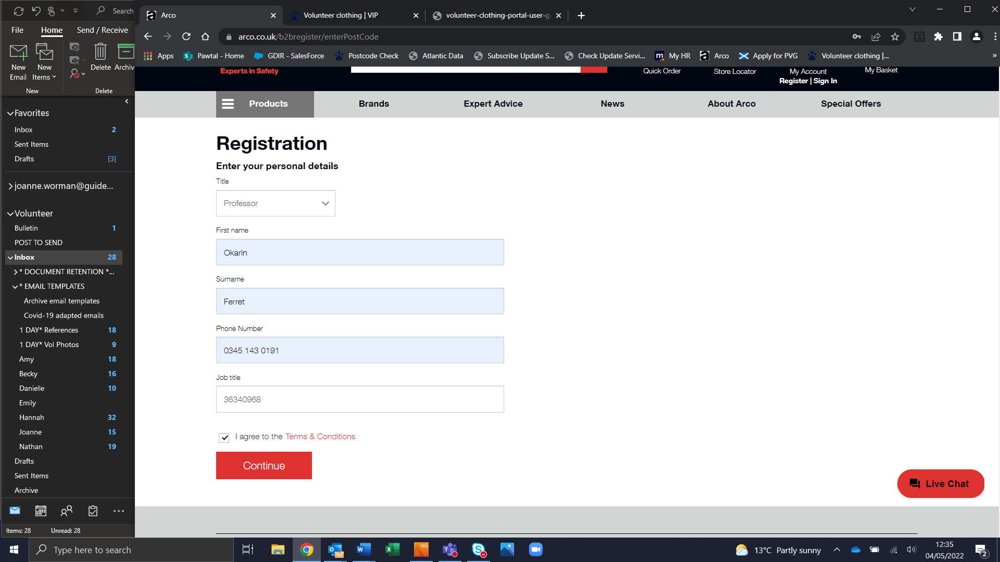 Search
File
Home
Send / Receive
New Email
New Items
Delete
Archiv
New
Delete
Favorites
Inbox 2
Sent Items
Drafts [3]
joanne.worman@guide...
Volunteer
Bulletin 1
POST TO SEND
Inbox 28
* DOCUMENT RETENTION *...
* EMAIL TEMPLATES
Archive email templates
Covid-19 adapted emails
1 DAY* References 18
1 DAY* Vol Photos 9
Amy 18
Becky 16
Danielle 10
Emily
Hannah 32
Joanne 15
Nathan 19
Drafts
Sent Items
Archive
Items: 28 Unread: 28
Arco
Volunteer clothing | VIP
volunteer-clothing-portal-user-g
arco.co.uk/b2bregister/enterPostCode
Apps
Pawtal - Home
GDIR - SalesForce
Postcode Check
Atlantic Data
Subscribe Update S...
Check Update Servi...
My HR
Arco
Apply for PVG
Volunteer clothing |...
Experts in Safety
Quick Order
Store Locator
My Account
Register | Sign In
My Basket
Products
Brands
Expert Advice
News
About Arco
Special Offers
Registration
Enter your personal details
Title
Professor
First name
Okarin
Surname
Ferret
Phone Number
0345 143 0191
Job title
36340968
I agree to the Terms & Conditions
Continue
Live Chat
Type here to search
NG
13°C Partly sunny
12:35
04/05/2022
2